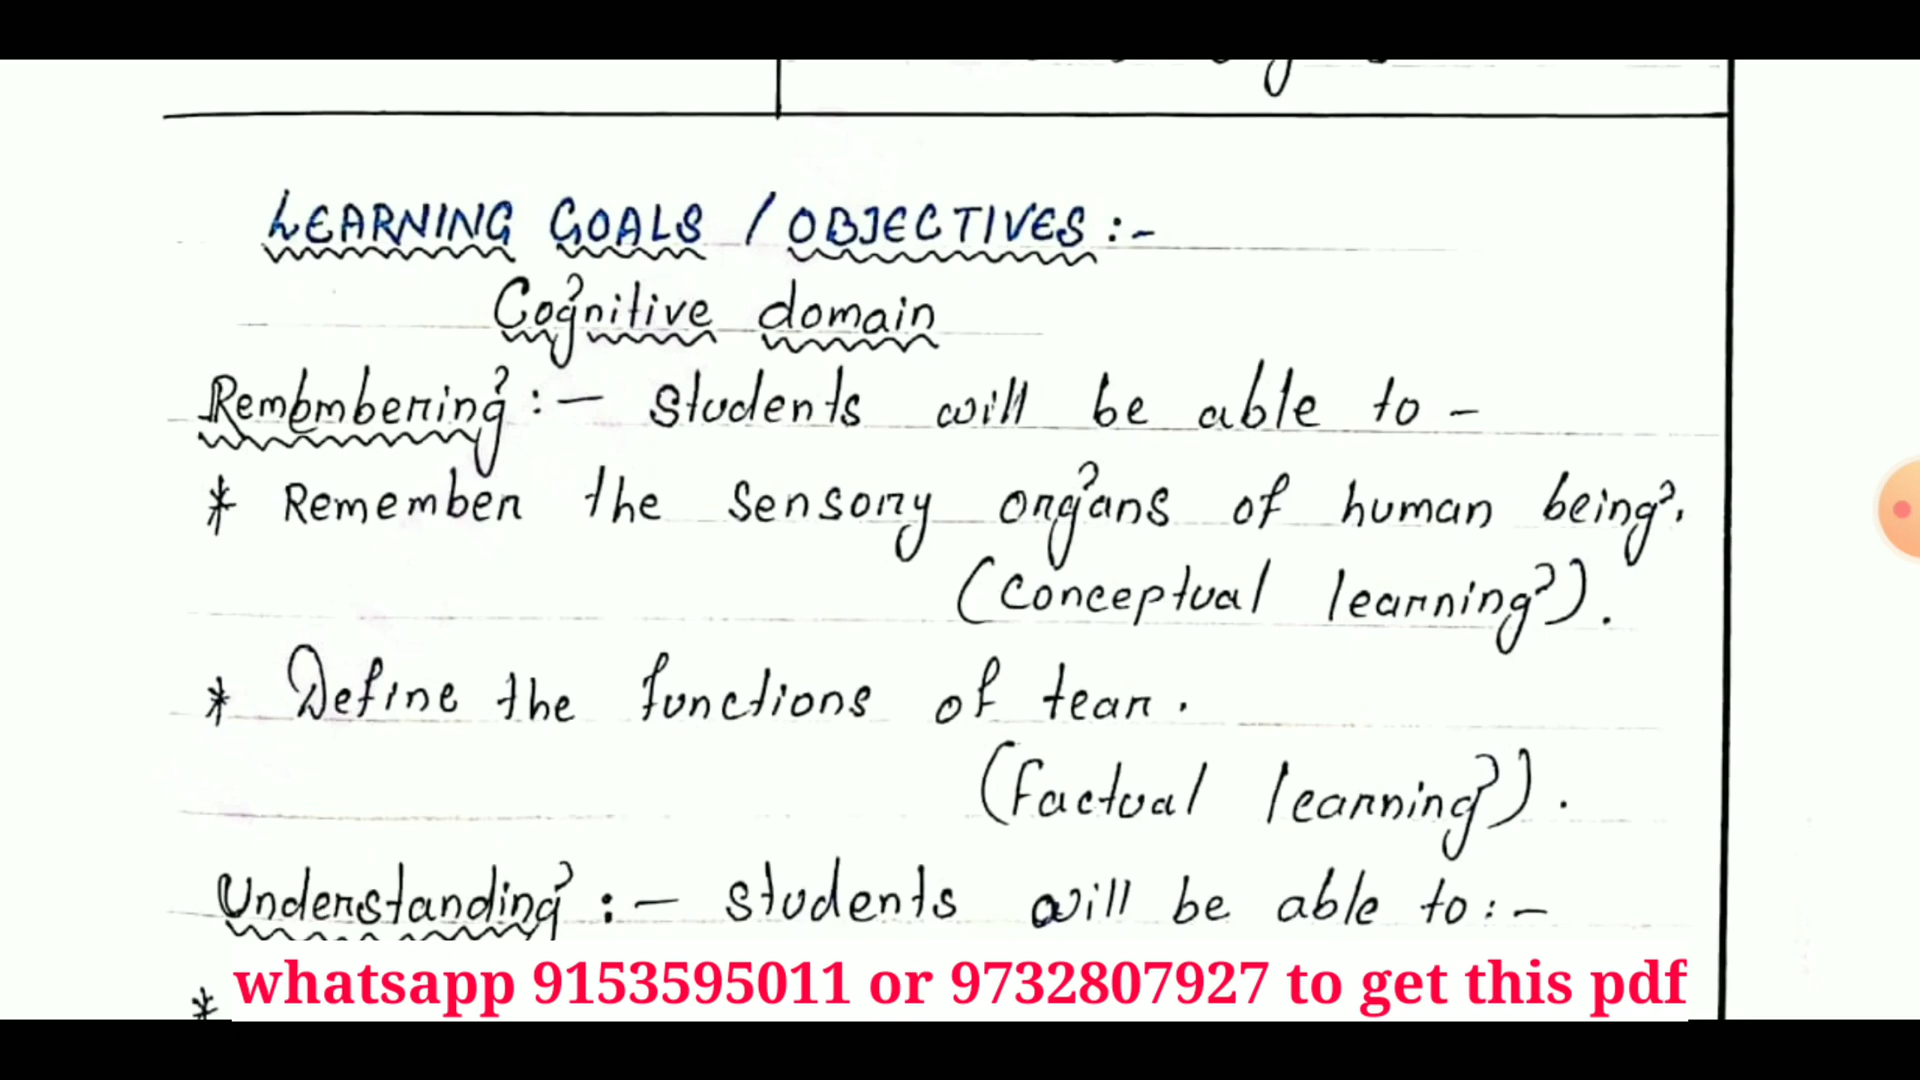 LEARNING GOALS / OBJECTIVES :-
Cognitive domain
Remembmbering :- students will be able to -
* Remember the sensory organs of human being.
(Conceptual learning).
* Define the functions of tear.
(Factual learning).
Understanding :- students will be able to :-
*
whatsapp 9153595011 or 9732807927 to get this pdf